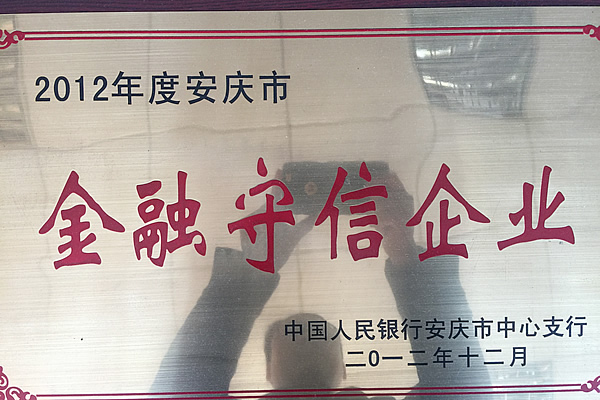 2012年度安庆市
金融守信企业
中国人民银行安庆市中心支行
二〇一二年十二月